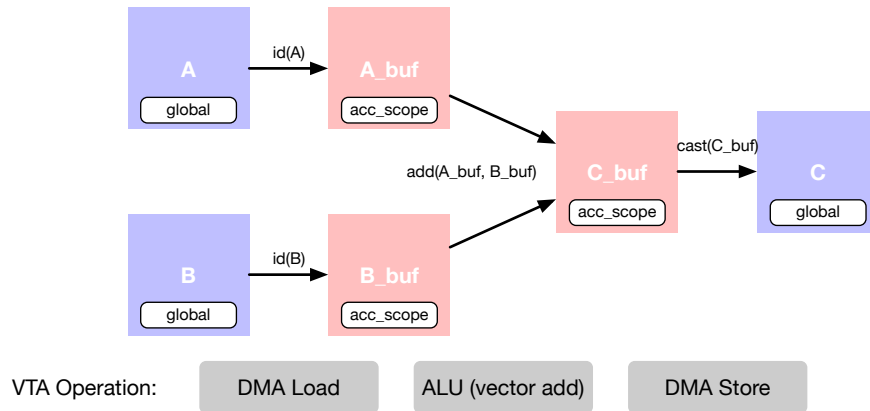 A
global
id(A)
A_buf
acc_scope
add(A_buf, B_buf)
C_buf
acc_scope
cast(C_buf)
C
global
B
global
id(B)
B_buf
acc_scope
VTA Operation:
DMA Load
ALU (vector add)
DMA Store